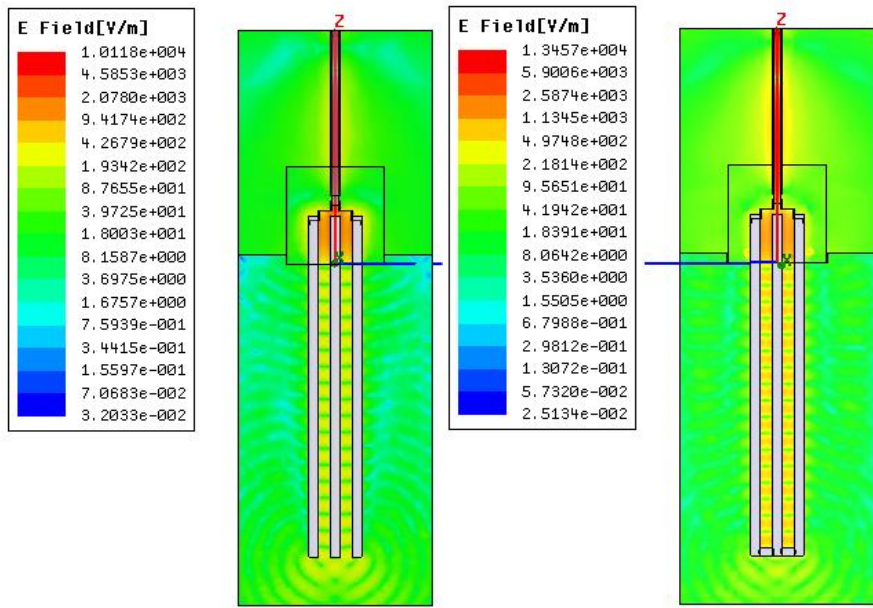 E Field[V/m]
1.0118e+004
4.5853e+003
2.0780e+003
9.4174e+002
4.2679e+002
1.9342e+002
8.7655e+001
3.9725e+001
1.8003e+001
8.1587e+000
3.6975e+000
1.6757e+000
7.5939e-001
3.4415e-001
1.5597e-001
7.0683e-002
3.2033e-002
Z
E Field[V/m]
1.3457e+004
5.9006e+003
2.5874e+003
1.1345e+003
4.9748e+002
2.1814e+002
9.5651e+001
4.1942e+001
1.8391e+001
8.0642e+000
3.5360e+000
1.5505e+000
6.7988e-001
2.9812e-001
1.3072e-001
5.7320e-002
2.5134e-002
Z